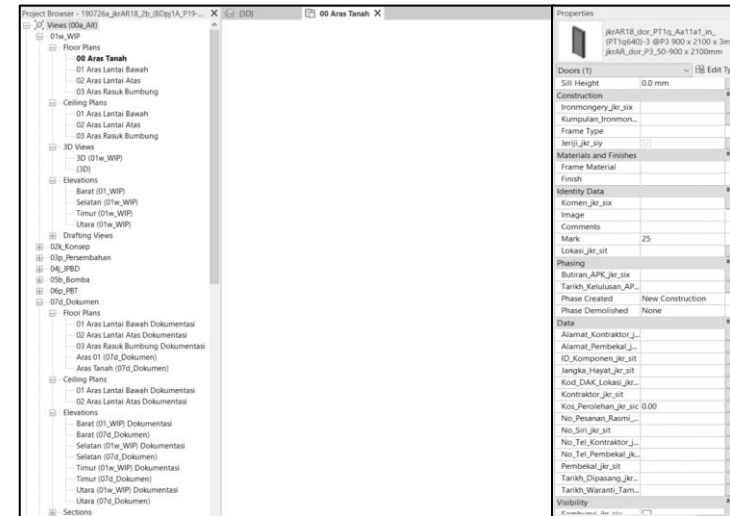 Project Browser - 190726a_jkrAR18_2b_(BDpj1A_P19-...
(3D)
00 Aras Tanah
Views (00a_All)
01w_WIP
Floor Plans
00 Aras Tanah
01 Aras Lantai Bawah
02 Aras Lantai Atas
03 Aras Rasuk Bumbung
Ceiling Plans
01 Aras Lantai Bawah
02 Aras Lantai Atas
03 Aras Rasuk Bumbung
3D Views
3D (01w_WIP)
(3D)
Elevations
Barat (01_WIP)
Selatan (01w_WIP)
Timur (01w_WIP)
Utara (01w_WIP)
Drafting Views
02k_Konsep
03p_Persembahan
04j_JPBD
05b_Bomba
06p_PBT
07d_Dokumen
Floor Plans
01 Aras Lantai Bawah Dokumentasi
02 Aras Lantai Atas Dokumentasi
03 Aras Rasuk Bumbung Dokumentasi
Aras 01 (07d_Dokumen)
Aras Tanah (07d_Dokumen)
Ceiling Plans
01 Aras Lantai Bawah Dokumentasi
02 Aras Lantai Atas Dokumentasi
Elevations
Barat (01_WIP) Dokumentasi
Barat (07d_Dokumen)
Selatan (01w_WIP) Dokumentasi
Selatan (07d_Dokumen)
Timur (01w_WIP) Dokumentasi
Timur (07d_Dokumen)
Utara (01w_WIP) Dokumentasi
Utara (07d_Dokumen)
Sections
Properties
jkrAR18_dor_PT1q_Aa11a1_in_
(PT1q640)-3 @P3 900 x 2100 x 3m
jkrAR_dor_P3_50-900 x 2100mm
Doors (1) Edit Ty
Sill Height 0.0 mm
Construction
Ironmongery_jkr_six
Kumpulan_Ironmon...
Frame Type
Jeriji_jkr_siy
Materials and Finishes
Frame Material
Finish
Identity Data
Komen_jkr_six
Image
Comments
Mark 25
Lokasi_jkr_sit
Phasing
Butiran_APK_jkr_six
Tarikh_Kelulusan_AP...
Phase Created New Construction
Phase Demolished None
Data
Alamat_Kontraktor_j...
Alamat_Pembekal_j...
ID_Komponen_jkr_sit
Jangka_Hayat_jkr_sit
Kod_DAK_Lokasi_jkr...
Kontraktor_jkr_sit
Kos_Perolehan_jkr_sic 0.00
No_Pesanan_Rasmi_...
No_Siri_jkr_sit
No_Tel_Kontraktor_j...
No_Tel_Pembekal_jk...
Pembekal_jkr_sit
Tarikh_Dipasang_jkr...
Tarikh_Waranti_Tam...
Visibility